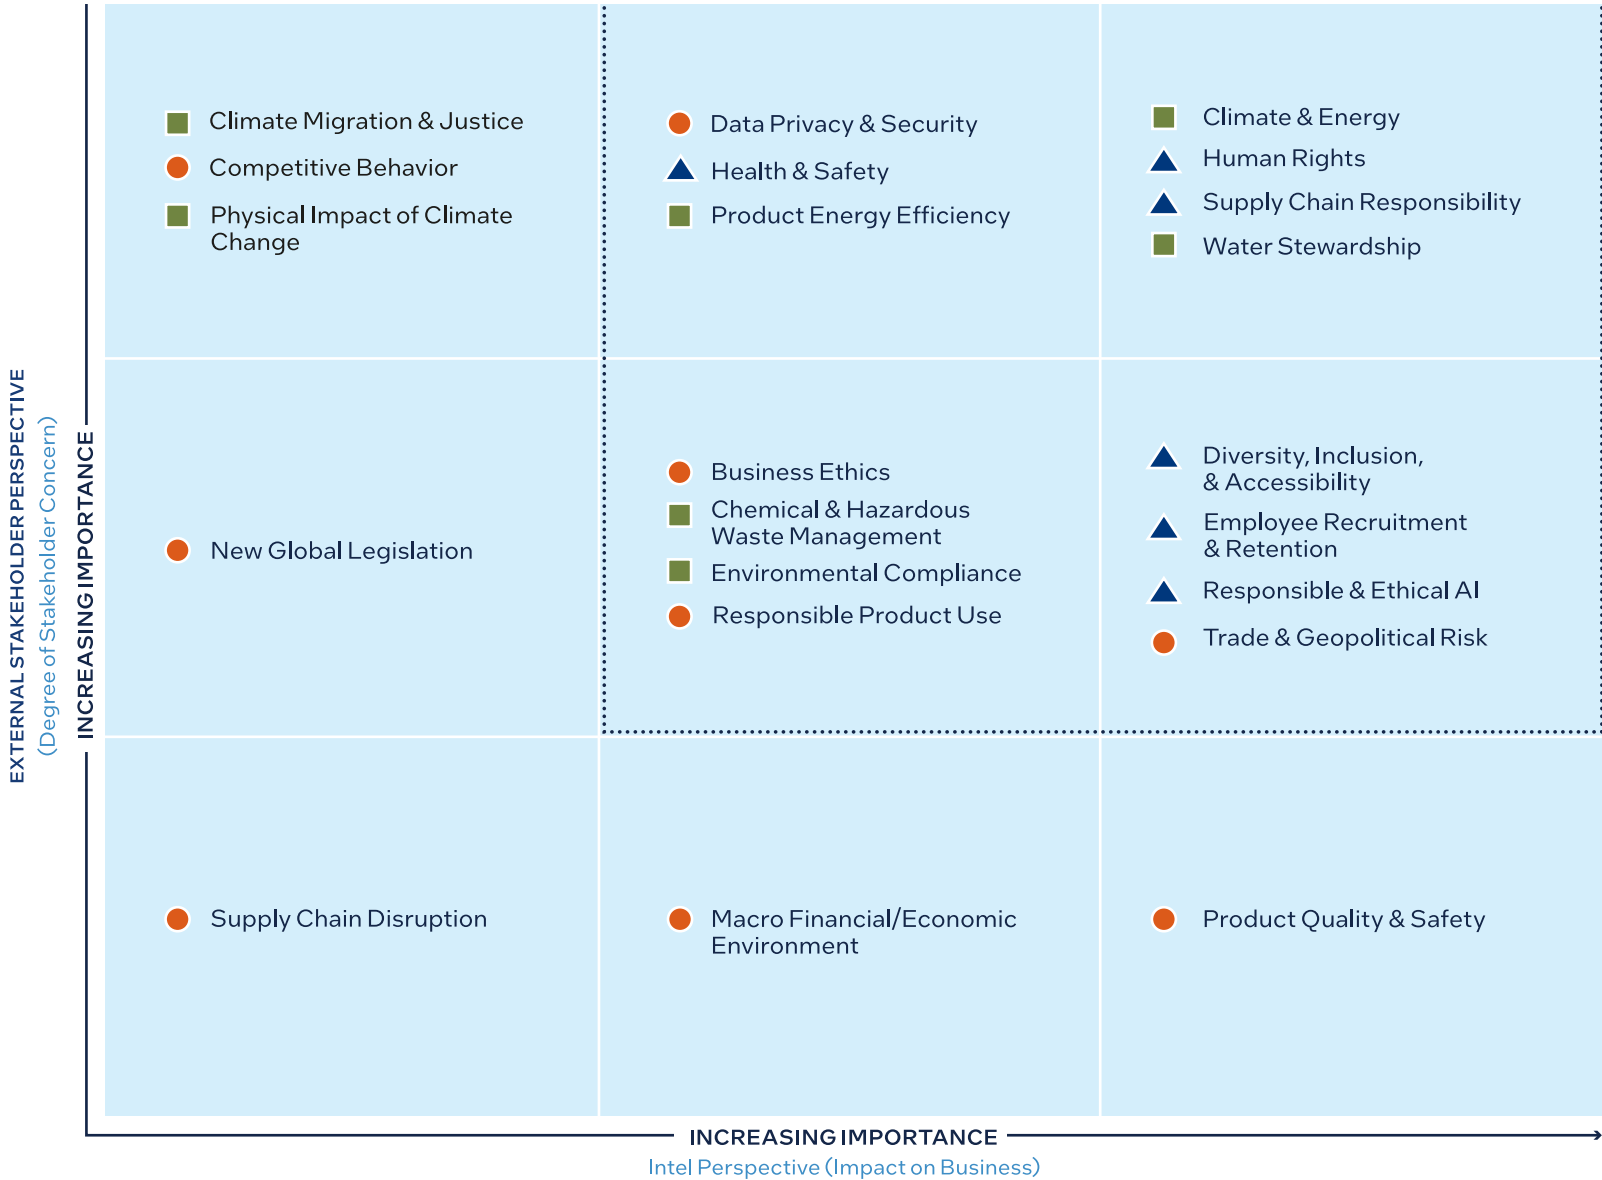 Climate Migration & Justice
Competitive Behavior
Physical Impact of Climate
Change
Data Privacy & Security
Health & Safety
Product Energy Efficiency
Climate & Energy
Human Rights
Supply Chain Responsibility
Water Stewardship
New Global Legislation
Business Ethics
Chemical & Hazardous
Waste Management
Environmental Compliance
Responsible Product Use
Diversity, Inclusion,
& Accessibility
Employee Recruitment
& Retention
Responsible & Ethical AI
Trade & Geopolitical Risk
Supply Chain Disruption
Macro Financial/Economic
Environment
Product Quality & Safety
EXTERNAL STAKEHOLDER PERSPECTIVE
(Degree of Stakeholder Concern)
INCREASING IMPORTANCE
INCREASING IMPORTANCE
Intel Perspective (Impact on Business)